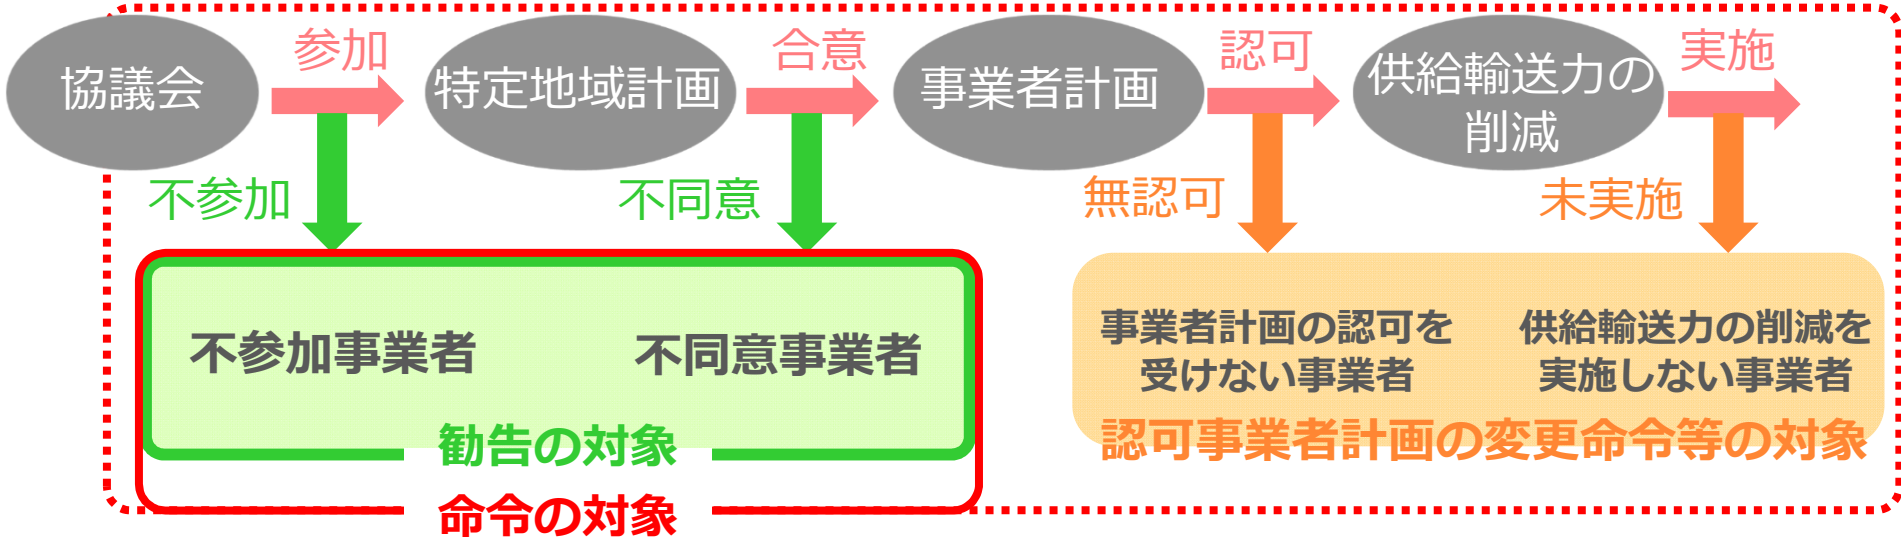 協議会
参加
特定地域計画
合意
事業者計画
認可
供給輸送力の
削減
実施
不参加
不同意
無認可
未実施
不参加事業者
不同意事業者
勧告の対象
命令の対象
事業者計画の認可を
受けない事業者
供給輸送力の削減を
実施しない事業者
認可事業者計画の変更命令等の対象